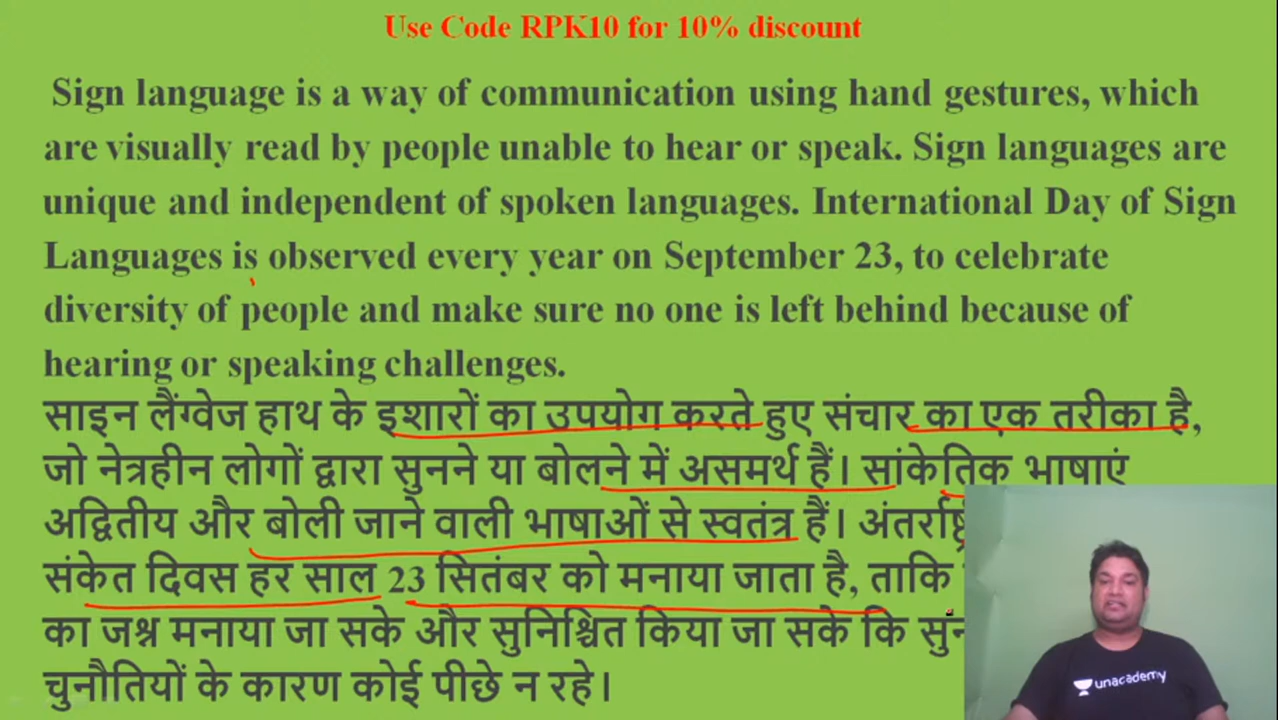 Use Code RPK10 for 10% discount
Sign language is a way of communication using hand gestures, which
are visually read by people unable to hear or speak. Sign languages are
unique and independent of spoken languages. International Day of Sign
Languages is observed every year on September 23, to celebrate
diversity of people and make sure no one is left behind because of
hearing or speaking challenges.
साइन लैंग्वेज हाथ के इशारों का उपयोग करते हुए संचार का एक तरीका है,
जो नेत्रहीन लोगों द्वारा सुनने या बोलने में असमर्थ हैं। सांकेतिक भाषाएं
अद्वितीय और बोली जाने वाली भाषाओं से स्वतंत्र हैं।
संकेत दिवस हर साल 23 सितंबर को मनाया जाता है, ताकि
का जश्न मनाया जा सके और सुनिश्चित किया जा सके कि
चुनौतियों के कारण कोई पीछे न रहे।
unacademy